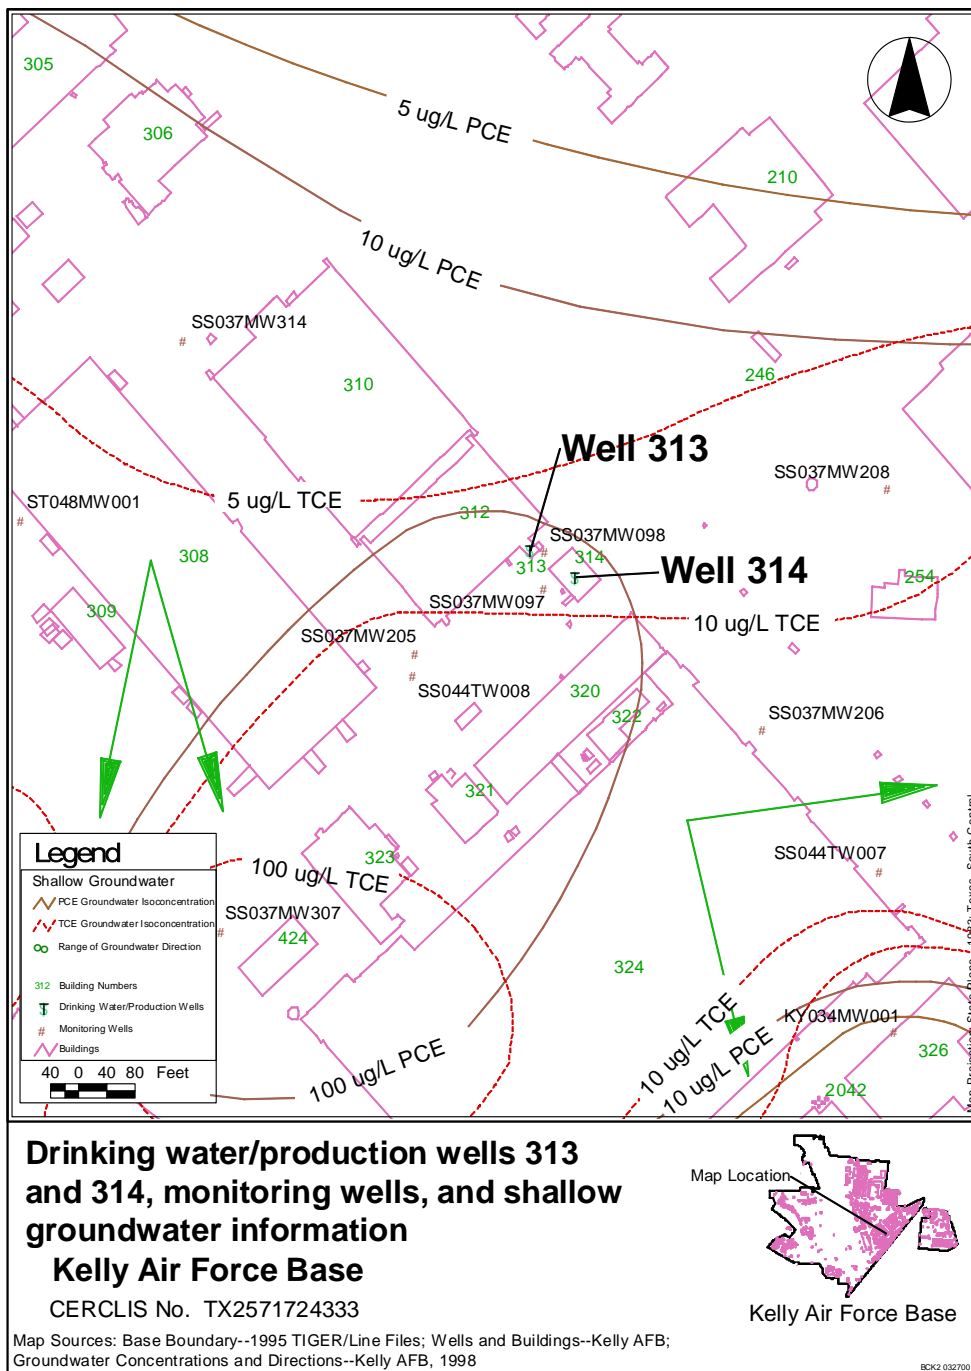 305
306
5 ug/L PCE
210
10 ug/L PCE
SS037MW314
310
246
Well 313
SS037MW208
5 ug/L TCE
ST048MW001
312
SS037MW098
308
313
314
Well 314
254
309
SS037MW097
10 ug/L TCE
SS037MW205
SS044TW008
320
322
SS037MW206
321
323
100 ug/L TCE
SS044TW007
SS037MW307
424
324
10 ug/L TCE
10 ug/L PCE
KY034MW001
326
2042
100 ug/L PCE
Legend
Shallow Groundwater
PCE Groundwater Isoconcentration
TCE Groundwater Isoconcentration
Range of Groundwater Direction
312 Building Numbers
Drinking Water/Production Wells
# Monitoring Wells
Buildings
40 0 40 80 Feet
Drinking water/production wells 313
and 314, monitoring wells, and shallow
groundwater information
Kelly Air Force Base
CERCLIS No. TX2571724333
Map Sources: Base Boundary--1995 TIGER/Line Files; Wells and Buildings--Kelly AFB;
Groundwater Concentrations and Directions--Kelly AFB, 1998
Map Location
Kelly Air Force Base
BCK2 032700